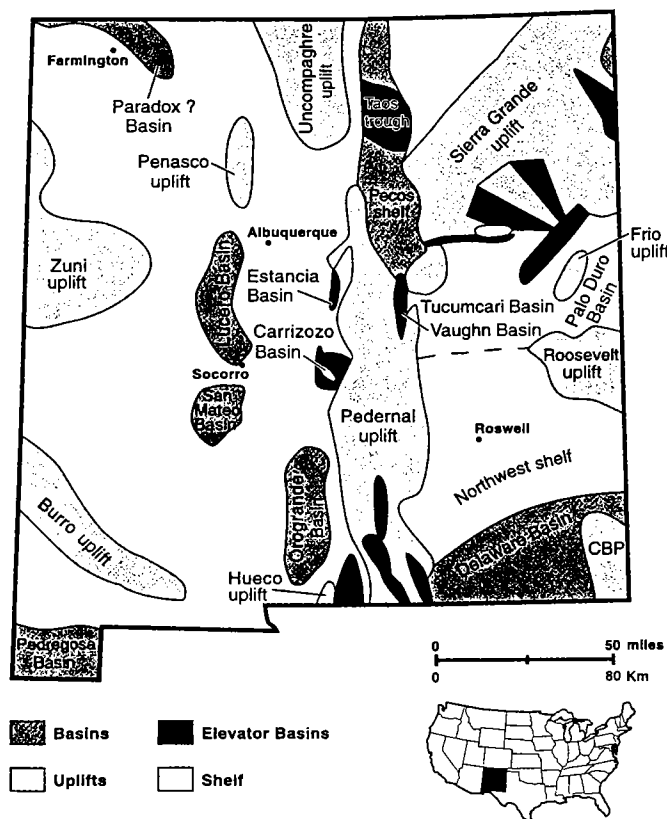 Farmington
Paradox ?
Basin
Uncompaghre
uplift
Taos
trough
Sierra Grande
uplift
Penasco
uplift
Pecos
shelf
Albuquerque
Frio
uplift
Zuni
uplift
Lucero Basin
Estancia
Basin
Palo Duro
Basin
Tucumcari Basin
Vaughn Basin
Carrizozo
Basin
Socorro
Roosevelt
uplift
San
Mateo
Basin
Pedernal
uplift
Roswell
Northwest shelf
Orogrande
Basin
Burro uplift
Delaware Basin
CBP
Hueco
uplift
Pedregosa
Basin
0 50 miles
0 80 Km
Basins
Elevator Basins
Uplifts
Shelf